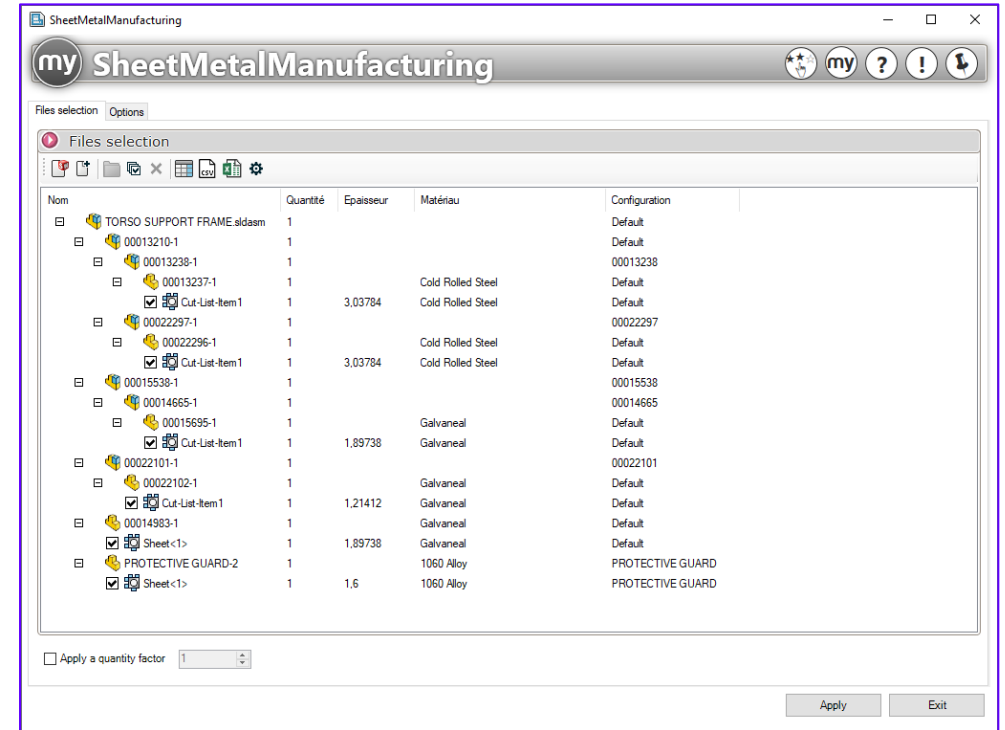 SheetMetalManufacturing
my SheetMetalManufacturing my ? !
Files selection Options
Files selection
CSV
Nom Quantité Epaisseur Matériau Configuration
TORSO SUPPORT FRAME.sldasm 1 Default
00013210-1 1 Default
00013238-1 1 00013238
00013237-1 1 Cold Rolled Steel Default
Cut-List-Item1 1 3,03784 Cold Rolled Steel Default
00022297-1 1 00022297
00022296-1 1 Cold Rolled Steel Default
Cut-List-Item1 1 3,03784 Cold Rolled Steel Default
00015538-1 1 00015538
00014665-1 1 00014665
00015695-1 1 Galvaneal Default
Cut-List-Item1 1 1,89738 Galvaneal Default
00022101-1 1 00022101
00022102-1 1 Galvaneal Default
Cut-List-Item1 1 1,21412 Galvaneal Default
00014983-1 1 Galvaneal Default
Sheet<1> 1 1,89738 Galvaneal Default
PROTECTIVE GUARD-2 1 1060 Alloy PROTECTIVE GUARD
Sheet<1> 1 1,6 1060 Alloy PROTECTIVE GUARD
Apply a quantity factor 1
Apply Exit